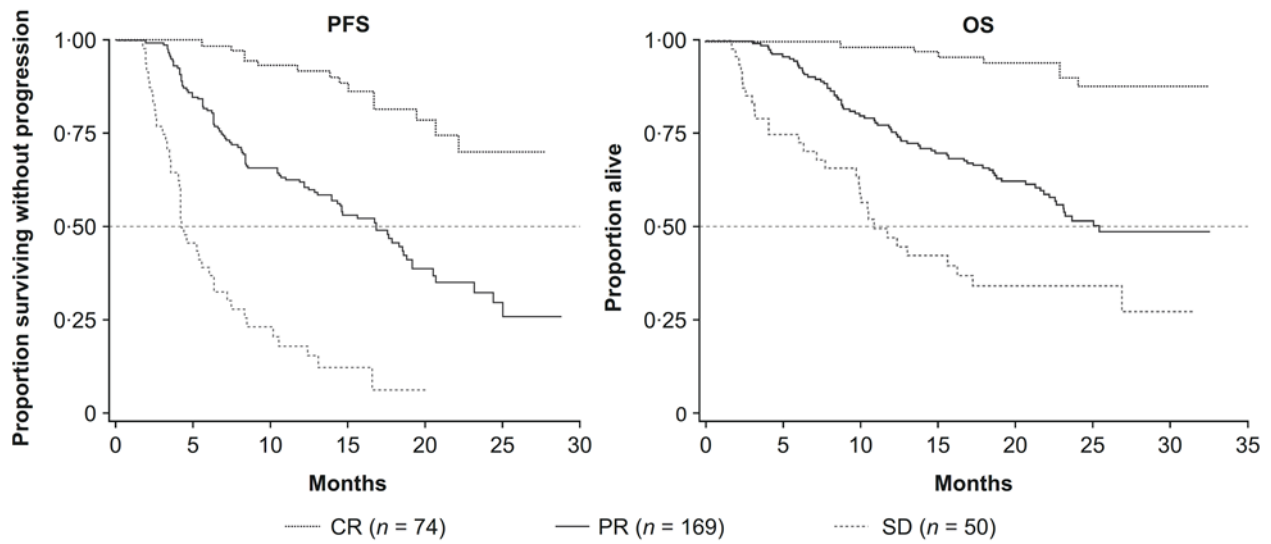 PFS
Proportion surviving without progression
1·00
0·75
0·50
0·25
0
0 5 10 15 20 25 30
Months
OS
Proportion alive
1·00
0·75
0·50
0·25
0
0 5 10 15 20 25 30 35
Months
CR (n = 74) PR (n = 169) SD (n = 50)